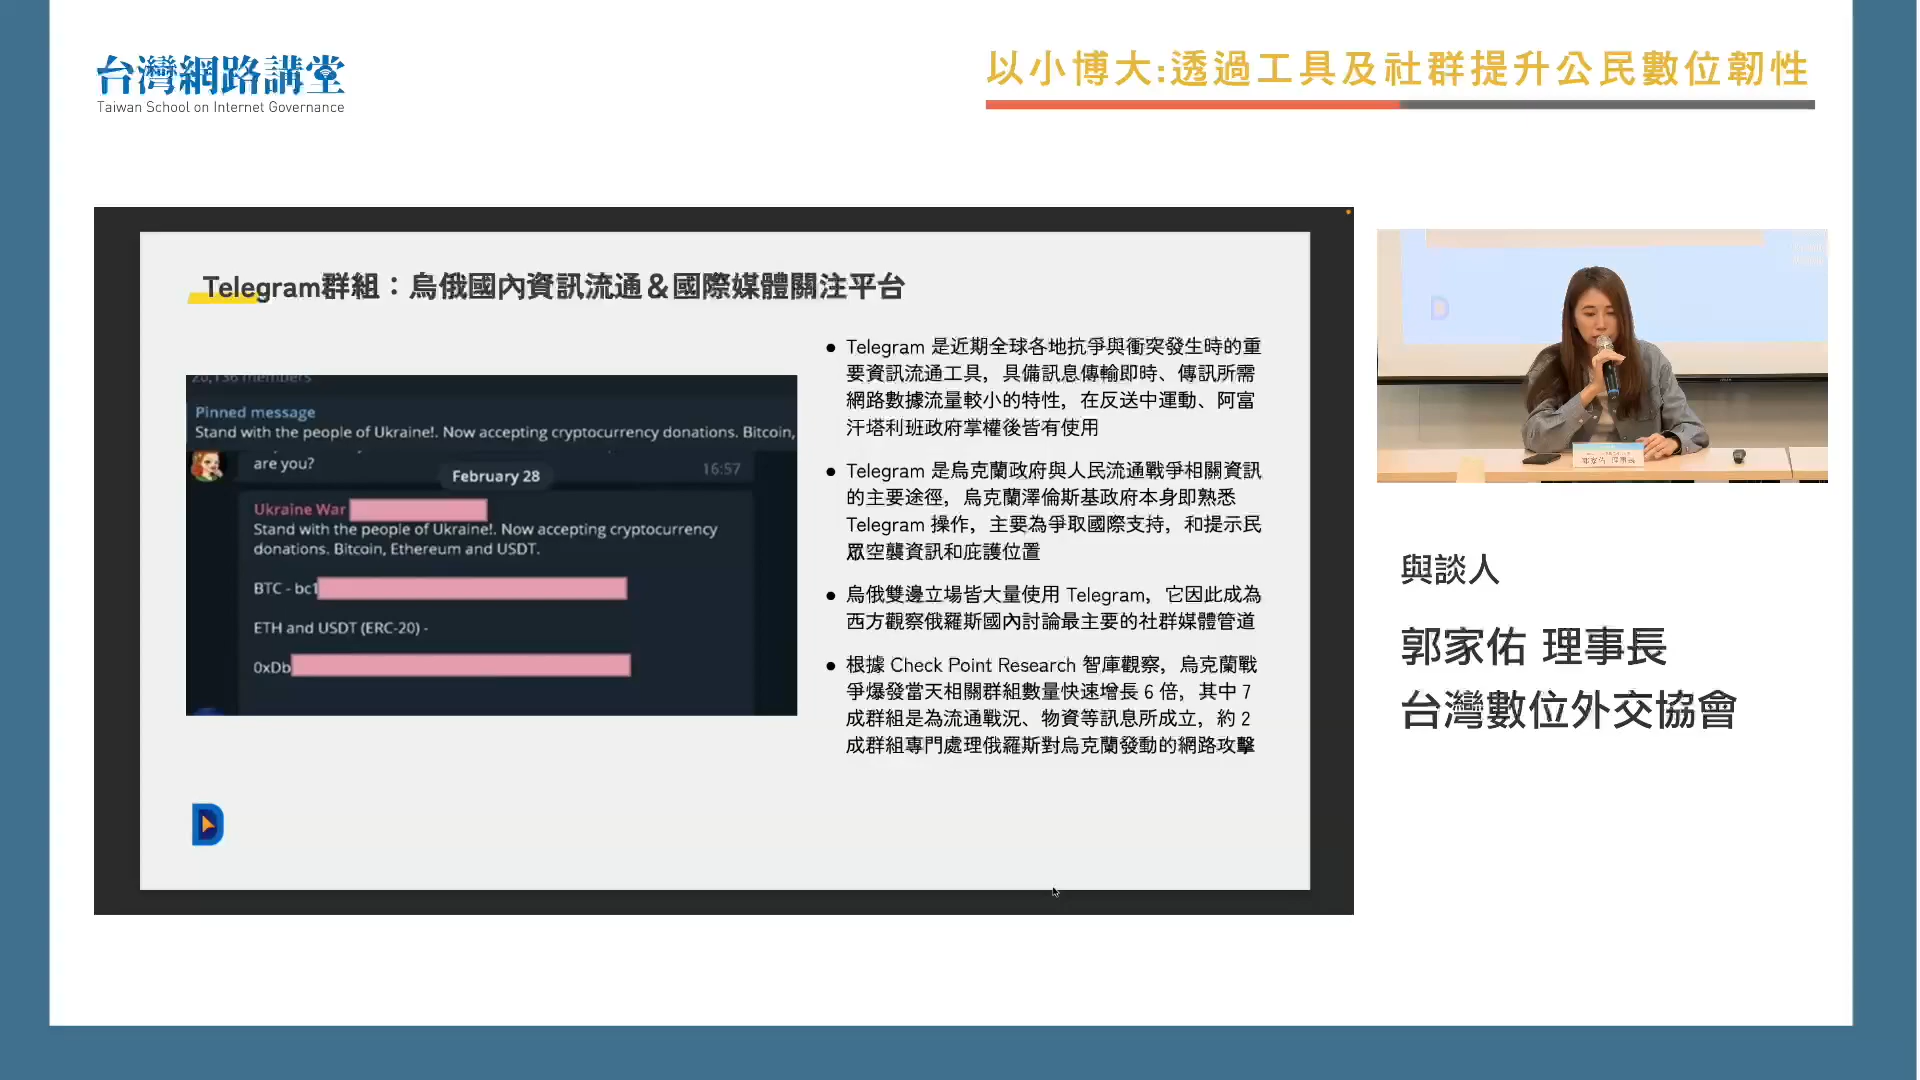 台灣網路講堂
Taiwan School on Internet Governance
以小博大:透過工具及社群提升公民數位韌性
Telegram群組：烏俄國內資訊流通＆國際媒體關注平台
20,136 members
Pinned message
Stand with the people of Ukraine!. Now accepting cryptocurrency donations. Bitcoin,
are you?
16:57
February 28
Ukraine War
Stand with the people of Ukraine!. Now accepting cryptocurrency
donations. Bitcoin, Ethereum and USDT.
BTC - bc1
ETH and USDT (ERC-20) -
0xDb
● Telegram 是近期全球各地抗爭與衝突發生時的重
要資訊流通工具，具備訊息傳輸即時、傳訊所需
網路數據流量較小的特性，在反送中運動、阿富
汗塔利班政府掌權後皆有使用
● Telegram 是烏克蘭政府與人民流通戰爭相關資訊
的主要途徑，烏克蘭澤倫斯基政府本身即熟悉
Telegram 操作，主要為爭取國際支持，和提示民
眾空襲資訊和庇護位置
● 烏俄雙邊立場皆大量使用 Telegram，它因此成為
西方觀察俄羅斯國內討論最主要的社群媒體管道
● 根據 Check Point Research 智庫觀察，烏克蘭戰
爭爆發當天相關群組數量快速增長 6 倍，其中 7
成群組是為流通戰況、物資等訊息所成立，約 2
成群組專門處理俄羅斯對烏克蘭發動的網路攻擊
郭家佑 理事長
與談人
郭家佑 理事長
台灣數位外交協會